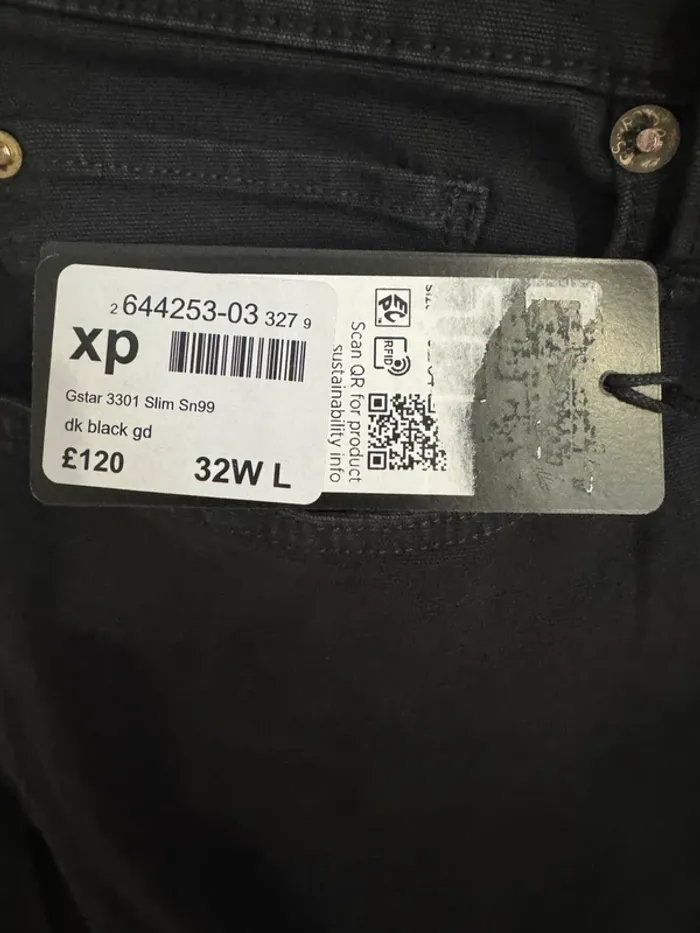 2 644253-03 327 9
xp
Gstar 3301 Slim Sn99
dk black gd
£120 32W L
Scan QR for product
sustainability info
EPC
RFID